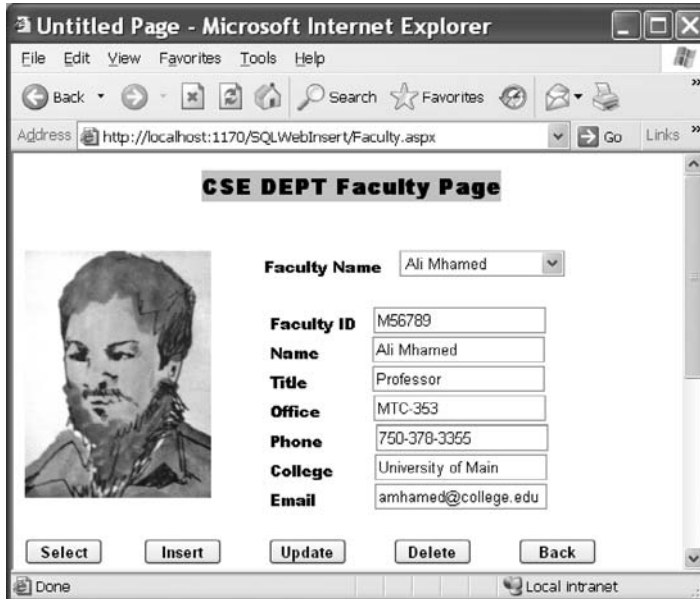 Untitled Page - Microsoft Internet Explorer
File Edit View Favorites Tools Help
Back Search Favorites
Address http://localhost:1170/SQLWebInsert/Faculty.aspx Go Links
CSE DEPT Faculty Page
Faculty Name Ali Mhamed
Faculty ID M56789
Name Ali Mhamed
Title Professor
Office MTC-353
Phone 750-378-3355
College University of Main
Email amhamed@college.edu
Select Insert Update Delete Back
Done Local intranet